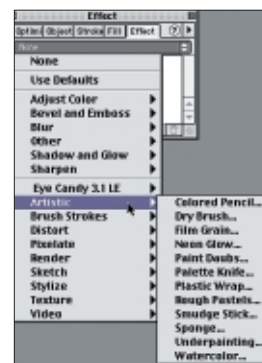 Effect
Options Object Stroke Fill Effect ?
None
None
Use Defaults
Adjust Color
Bevel and Emboss
Blur
Other
Shadow and Glow
Sharpen
Eye Candy 3.1 LE
Artistic
Brush Strokes
Distort
Pixelate
Render
Sketch
Stylize
Texture
Video
Colored Pencil...
Dry Brush...
Film Grain...
Neon Glow...
Paint Daubs...
Palette Knife...
Plastic Wrap...
Rough Pastels...
Smudge Stick...
Sponge...
Underpainting...
Watercolor...